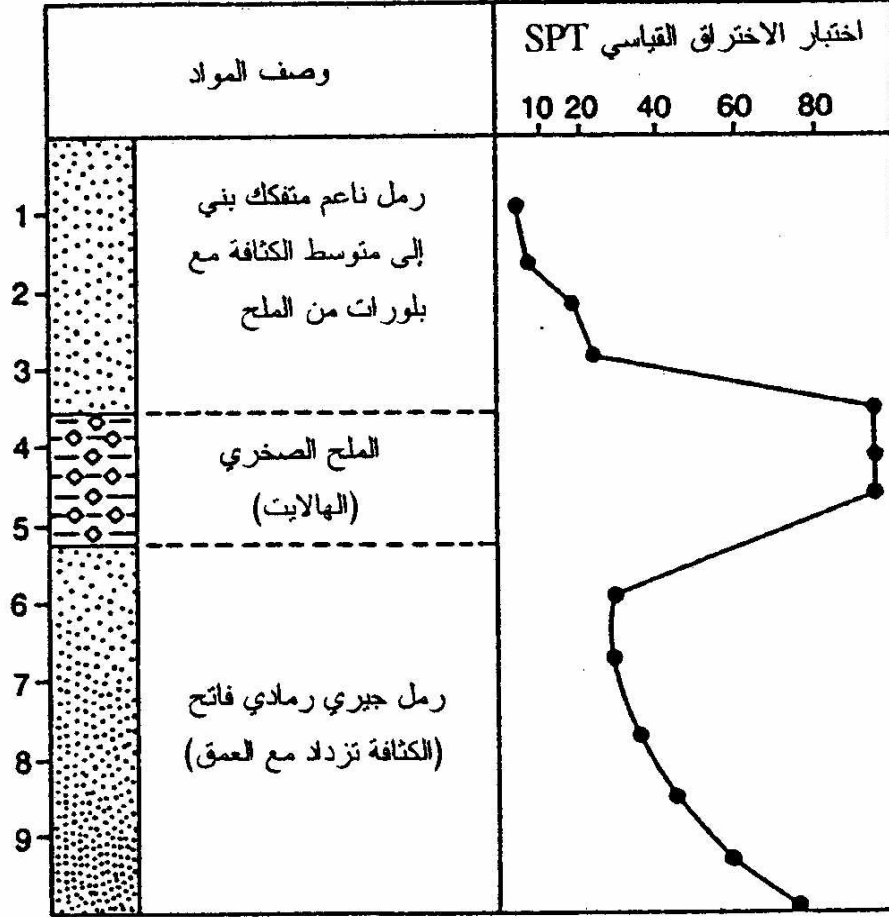 وصف المواد
اختبار الاختراق القياسي SPT
10 20 40 60 80
رمل ناعم متفكك بني
إلى متوسط الكثافة مع
بلورات من الملح
الملح الصخري
(الهالايت)
رمل جيري رمادي فاتح
(الكثافة تزداد مع العمق)
1
2
3
4
5
6
7
8
9